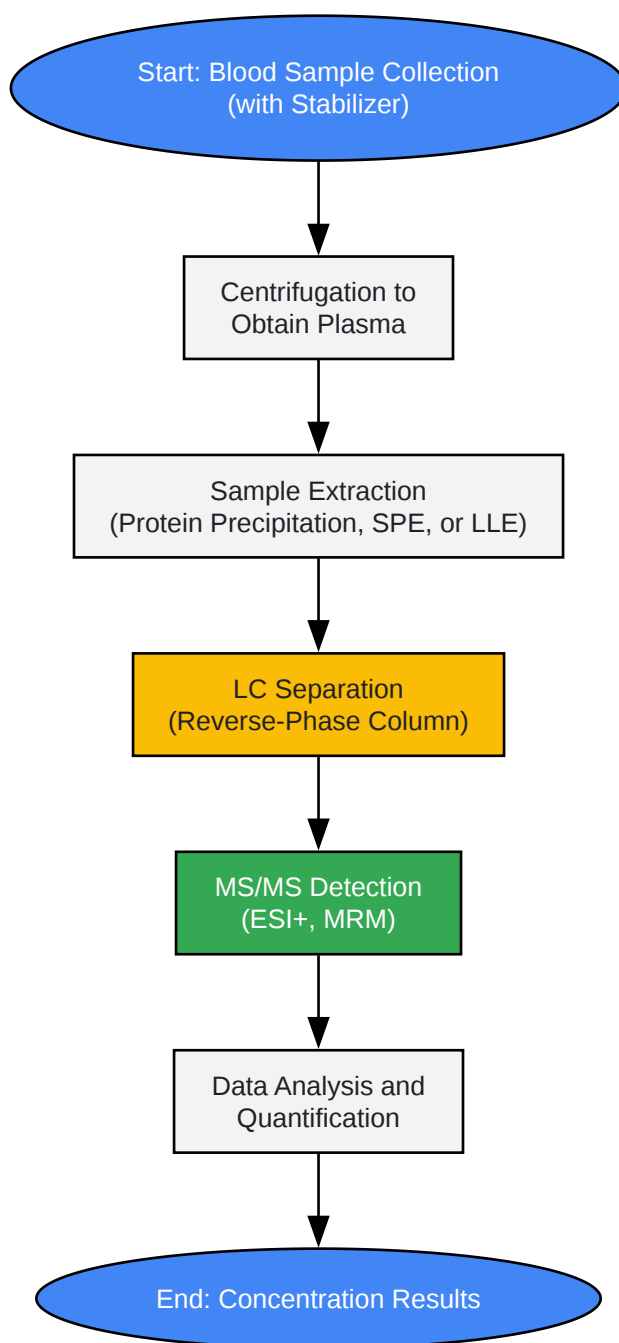 Start: Blood Sample Collection
(with Stabilizer)
Centrifugation to
Obtain Plasma
Sample Extraction
(Protein Precipitation, SPE, or LLE)
LC Separation
(Reverse-Phase Column)
MS/MS Detection
(ESI+, MRM)
Data Analysis and
Quantification
End: Concentration Results